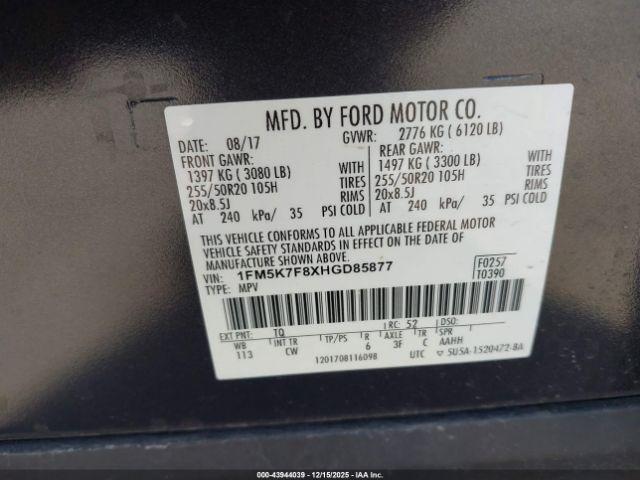 MFD. BY FORD MOTOR CO.
DATE: 08/17 GVWR: 2776 KG ( 6120 LB)
FRONT GAWR: REAR GAWR:
1397 KG ( 3080 LB) WITH 1497 KG ( 3300 LB) WITH
255/50R20 105H TIRES 255/50R20 105H TIRES
20x8.5J RIMS 20x8.5J RIMS
AT 240 kPa/ 35 PSI COLD AT 240 kPa/ 35 PSI COLD
THIS VEHICLE CONFORMS TO ALL APPLICABLE FEDERAL MOTOR
VEHICLE SAFETY STANDARDS IN EFFECT ON THE DATE OF
MANUFACTURE SHOWN ABOVE.
VIN: 1FM5K7F8XHGD85877 F0257
TYPE: MPV T0390
EXT PNT: TQ RC: 52 DSO:
WB INT TR TP/PS R AXLE TR SPR
113 CW 6 3F C AAHH
1201708116098 UTC ▽ 5U5A-1520472-BA
000-43944039 - 12/15/2025 - IAAI.CA